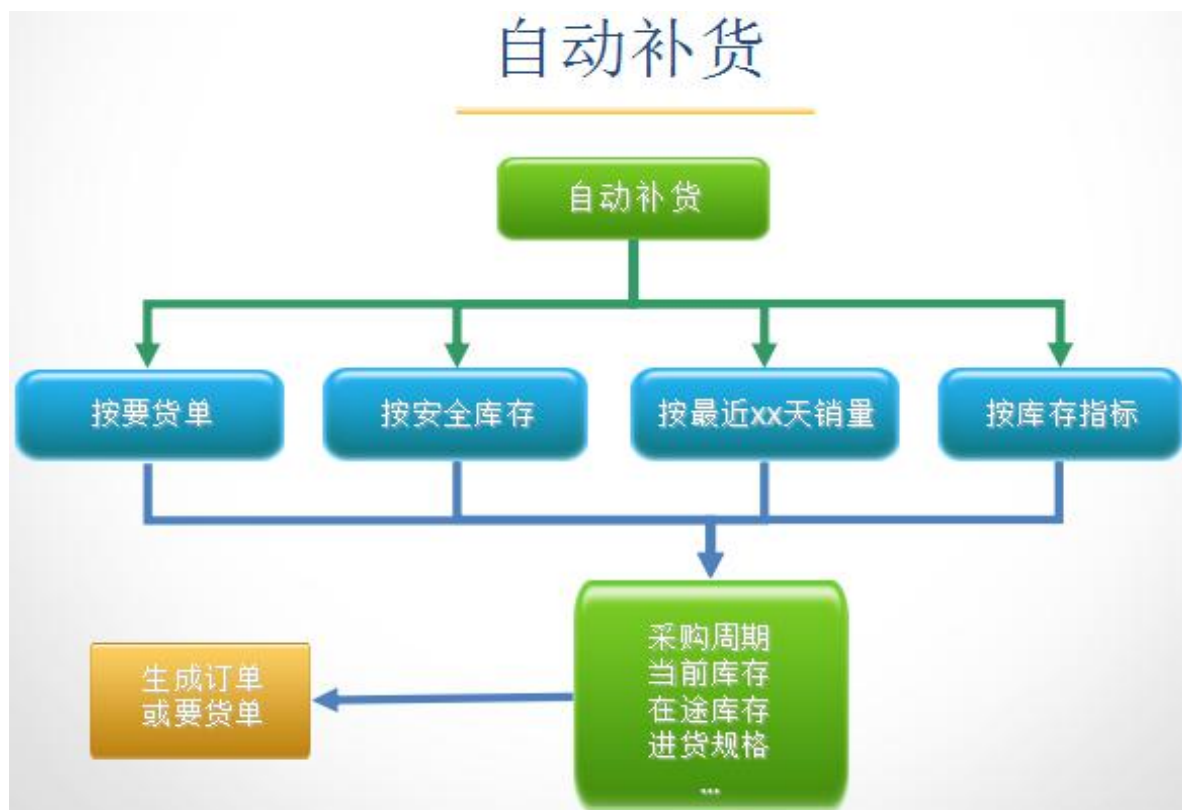 自动补货
自动补货
按要货单
按安全库存
按最近xx天销量
按库存指标
采购周期
当前库存
在途库存
进货规格
...
生成订单
或要货单